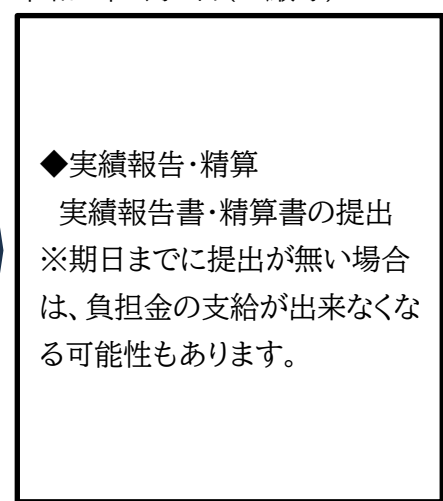 ◆実績報告・精算
実績報告書・精算書の提出
※期日までに提出が無い場合
は、負担金の支給が出来なくな
る可能性もあります。